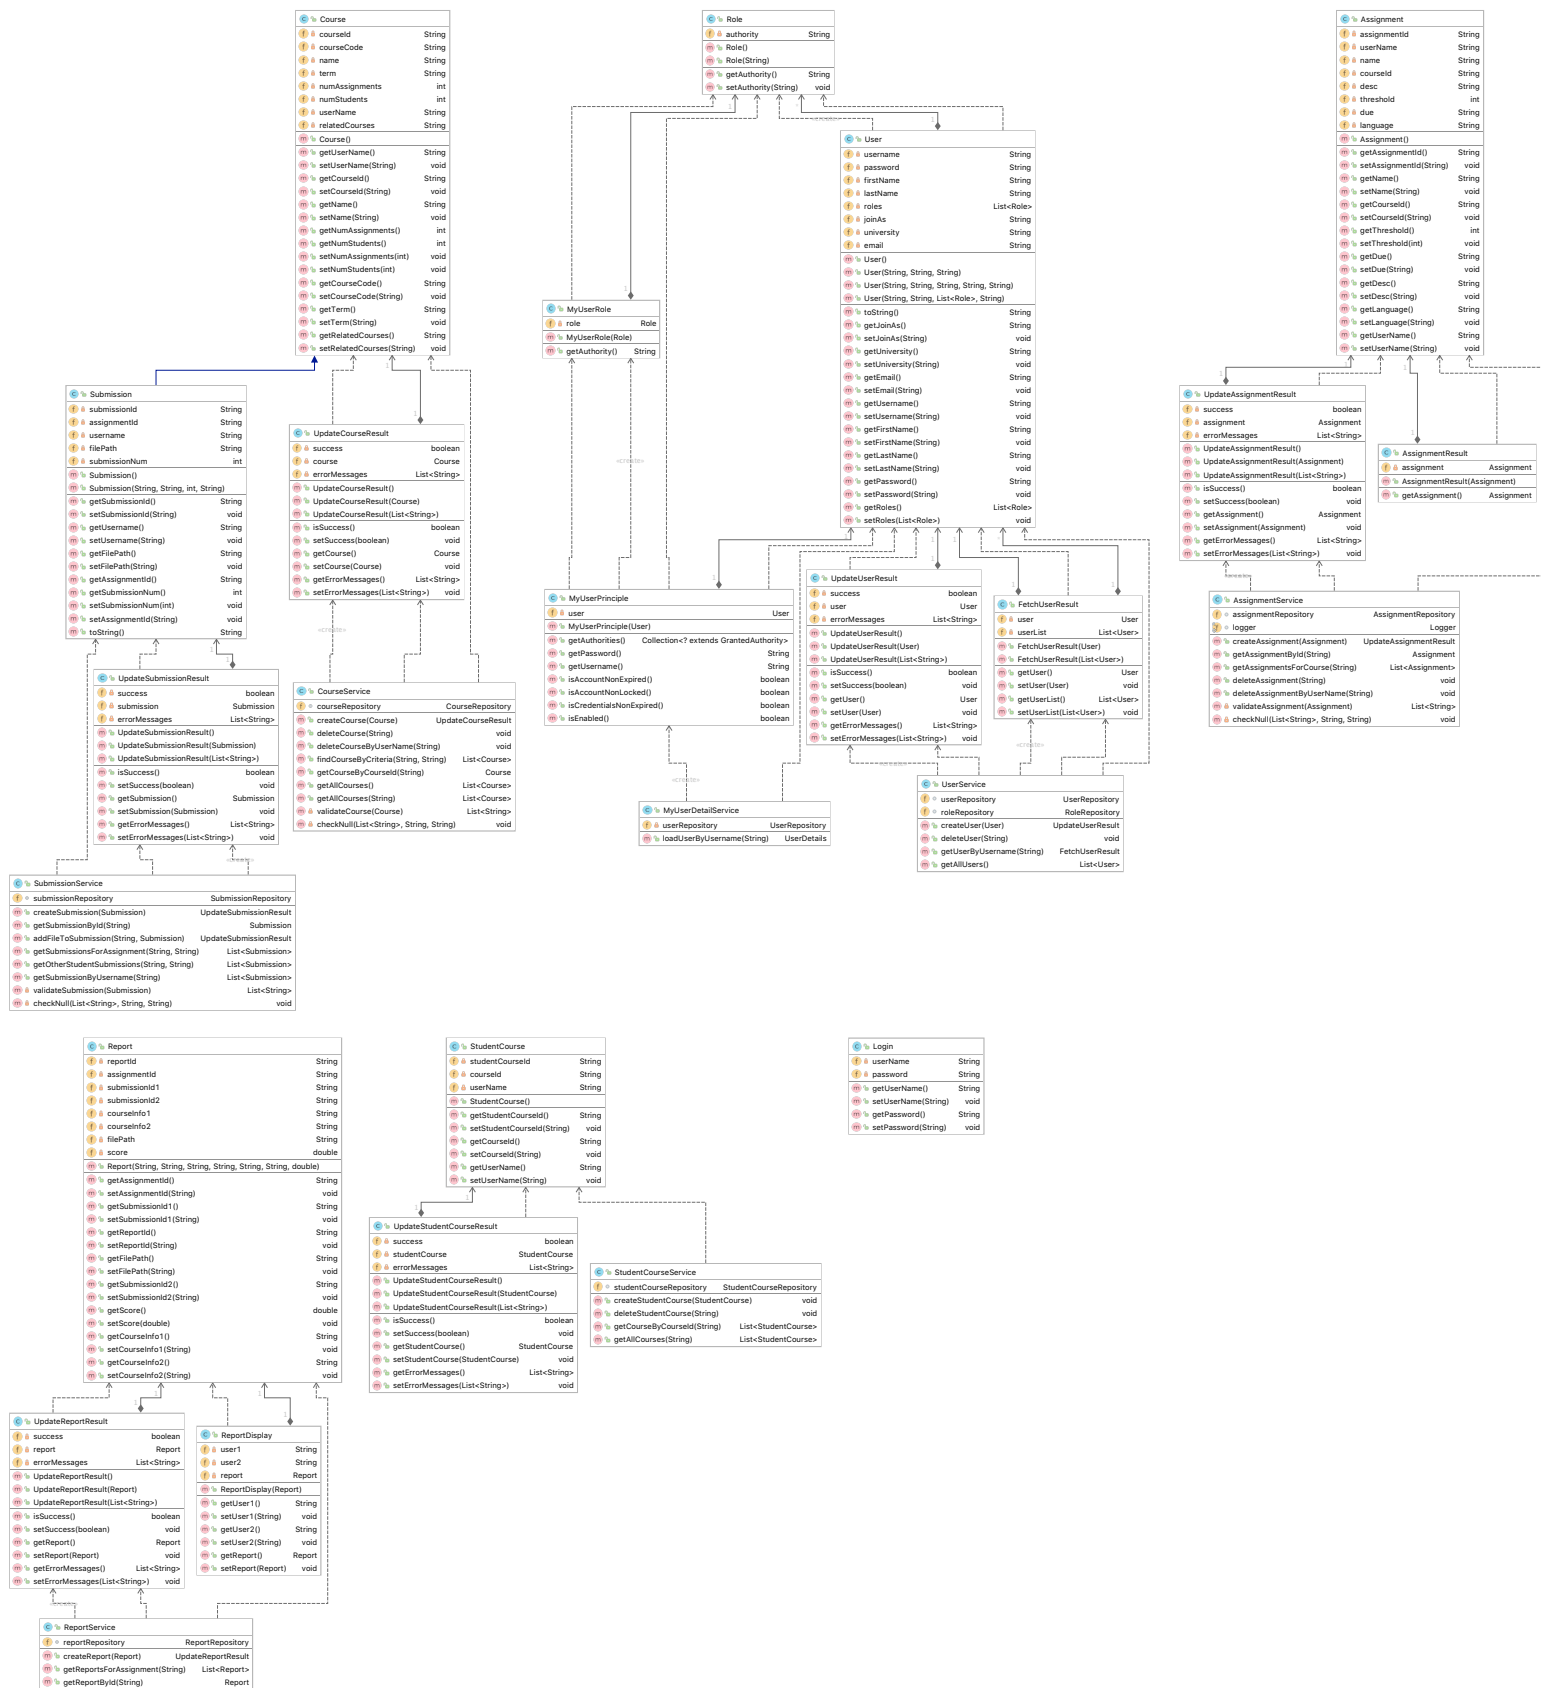 Course
courseId String
courseCode String
name String
term String
numAssignments int
numStudents int
userName String
relatedCourses String
Course()
getUserName() String
setUserName(String) void
getCourseId() String
setCourseId(String) void
getName() String
setName(String) void
getNumAssignments() int
getNumStudents() int
setNumAssignments(int) void
setNumStudents(int) void
getCourseCode() String
setCourseCode(String) void
getTerm() String
setTerm(String) void
getRelatedCourses() String
setRelatedCourses(String) void
Role
authority String
Role()
Role(String)
getAuthority() String
setAuthority(String) void
«create»
User
username String
password String
firstName String
lastName String
roles List<Role>
joinAs String
university String
email String
User()
User(String, String, String)
User(String, String, String, String, String)
User(String, String, List<Role>, String)
toString() String
getJoinAs() String
setJoinAs(String) void
getUniversity() String
setUniversity(String) void
getEmail() String
setEmail(String) void
getUsername() String
setUsername(String) void
getFirstName() String
setFirstName(String) void
getLastName() String
setLastName(String) void
getPassword() String
setPassword(String) void
getRoles() List<Role>
setRoles(List<Role>) void
Assignment
assignmentId String
userName String
name String
courseId String
desc String
threshold int
due String
language String
Assignment()
getAssignmentId() String
setAssignmentId(String) void
getName() String
setName(String) void
getCourseId() String
setCourseId(String) void
getThreshold() int
setThreshold(int) void
getDue() String
setDue(String) void
getDesc() String
setDesc(String) void
getLanguage() String
setLanguage(String) void
getUserName() String
setUserName(String) void
MyUserRole
role Role
MyUserRole(Role)
getAuthority() String
«create»
Submission
submissionId String
assignmentId String
username String
filePath String
submissionNum int
Submission()
Submission(String, String, int, String)
getSubmissionId() String
setSubmissionId(String) void
getUsername() String
setUsername(String) void
getFilePath() String
setFilePath(String) void
getAssignmentId() String
getSubmissionNum() int
setSubmissionNum(int) void
setAssignmentId(String) void
toString() String
UpdateCourseResult
success boolean
course Course
errorMessages List<String>
UpdateCourseResult()
UpdateCourseResult(Course)
UpdateCourseResult(List<String>)
isSuccess() boolean
setSuccess(boolean) void
getCourse() Course
setCourse(Course) void
getErrorMessages() List<String>
setErrorMessages(List<String>) void
«create»
UpdateAssignmentResult
success boolean
assignment Assignment
errorMessages List<String>
UpdateAssignmentResult()
UpdateAssignmentResult(Assignment)
UpdateAssignmentResult(List<String>)
isSuccess() boolean
setSuccess(boolean) void
getAssignment() Assignment
setAssignment(Assignment) void
getErrorMessages() List<String>
setErrorMessages(List<String>) void
«create»
AssignmentResult
assignment Assignment
AssignmentResult(Assignment)
getAssignment() Assignment
MyUserPrinciple
user User
MyUserPrinciple(User)
getAuthorities() Collection<? extends GrantedAuthority>
getPassword() String
getUsername() String
isAccountNonExpired() boolean
isAccountNonLocked() boolean
isCredentialsNonExpired() boolean
isEnabled() boolean
«create»
UpdateUserResult
success boolean
user User
errorMessages List<String>
UpdateUserResult()
UpdateUserResult(User)
UpdateUserResult(List<String>)
isSuccess() boolean
setSuccess(boolean) void
getUser() User
setUser(User) void
getErrorMessages() List<String>
setErrorMessages(List<String>) void
«create»
FetchUserResult
user User
userList List<User>
FetchUserResult(User)
FetchUserResult(List<User>)
getUser() User
setUser(User) void
getUserList() List<User>
setUserList(List<User>) void
«create»
AssignmentService
assignmentRepository AssignmentRepository
logger Logger
createAssignment(Assignment) UpdateAssignmentResult
getAssignmentById(String) Assignment
getAssignmentsForCourse(String) List<Assignment>
deleteAssignment(String) void
deleteAssignmentByUserName(String) void
validateAssignment(Assignment) List<String>
checkNull(List<String>, String, String) void
UpdateSubmissionResult
success boolean
submission Submission
errorMessages List<String>
UpdateSubmissionResult()
UpdateSubmissionResult(Submission)
UpdateSubmissionResult(List<String>)
isSuccess() boolean
setSuccess(boolean) void
getSubmission() Submission
setSubmission(Submission) void
getErrorMessages() List<String>
setErrorMessages(List<String>) void
«create»
CourseService
courseRepository CourseRepository
createCourse(Course) UpdateCourseResult
deleteCourse(String) void
deleteCourseByUserName(String) void
findCourseByCriteria(String, String) List<Course>
getCourseByCourseId(String) Course
getAllCourses() List<Course>
getAllCourses(String) List<Course>
validateCourse(Course) List<String>
checkNull(List<String>, String, String) void
MyUserDetailService
userRepository UserRepository
loadUserByUsername(String) UserDetails
UserService
userRepository UserRepository
roleRepository RoleRepository
createUser(User) UpdateUserResult
deleteUser(String) void
getUserByUsername(String) FetchUserResult
getAllUsers() List<User>
SubmissionService
submissionRepository SubmissionRepository
createSubmission(Submission) UpdateSubmissionResult
getSubmissionById(String) Submission
addFileToSubmission(String, Submission) UpdateSubmissionResult
getSubmissionsForAssignment(String, String) List<Submission>
getOtherStudentSubmissions(String, String) List<Submission>
getSubmissionByUsername(String) List<Submission>
validateSubmission(Submission) List<String>
checkNull(List<String>, String, String) void
Report
reportId String
assignmentId String
submissionId1 String
submissionId2 String
courseInfo1 String
courseInfo2 String
filePath String
score double
Report(String, String, String, String, String, String, double)
getAssignmentId() String
setAssignmentId(String) void
getSubmissionId1() String
setSubmissionId1(String) void
getReportId() String
setReportId(String) void
getFilePath() String
setFilePath(String) void
getSubmissionId2() String
setSubmissionId2(String) void
getScore() double
setScore(double) void
getCourseInfo1() String
setCourseInfo1(String) void
getCourseInfo2() String
setCourseInfo2(String) void
StudentCourse
studentCourseId String
courseId String
userName String
StudentCourse()
getStudentCourseId() String
setStudentCourseId(String) void
getCourseId() String
setCourseId(String) void
getUserName() String
setUserName(String) void
Login
userName String
password String
getUserName() String
setUserName(String) void
getPassword() String
setPassword(String) void
UpdateStudentCourseResult
success boolean
studentCourse StudentCourse
errorMessages List<String>
UpdateStudentCourseResult()
UpdateStudentCourseResult(StudentCourse)
UpdateStudentCourseResult(List<String>)
isSuccess() boolean
setSuccess(boolean) void
getStudentCourse() StudentCourse
setStudentCourse(StudentCourse) void
getErrorMessages() List<String>
setErrorMessages(List<String>) void
StudentCourseService
studentCourseRepository StudentCourseRepository
createStudentCourse(StudentCourse) void
deleteStudentCourse(String) void
getCourseByCourseId(String) List<StudentCourse>
getAllCourses(String) List<StudentCourse>
UpdateReportResult
success boolean
report Report
errorMessages List<String>
UpdateReportResult()
UpdateReportResult(Report)
UpdateReportResult(List<String>)
isSuccess() boolean
setSuccess(boolean) void
getReport() Report
setReport(Report) void
getErrorMessages() List<String>
setErrorMessages(List<String>) void
«create»
ReportDisplay
user1 String
user2 String
report Report
ReportDisplay(Report)
getUser1() String
setUser1(String) void
getUser2() String
setUser2(String) void
getReport() Report
setReport(Report) void
ReportService
reportRepository ReportRepository
createReport(Report) UpdateReportResult
getReportsForAssignment(String) List<Report>
getReportById(String) Report